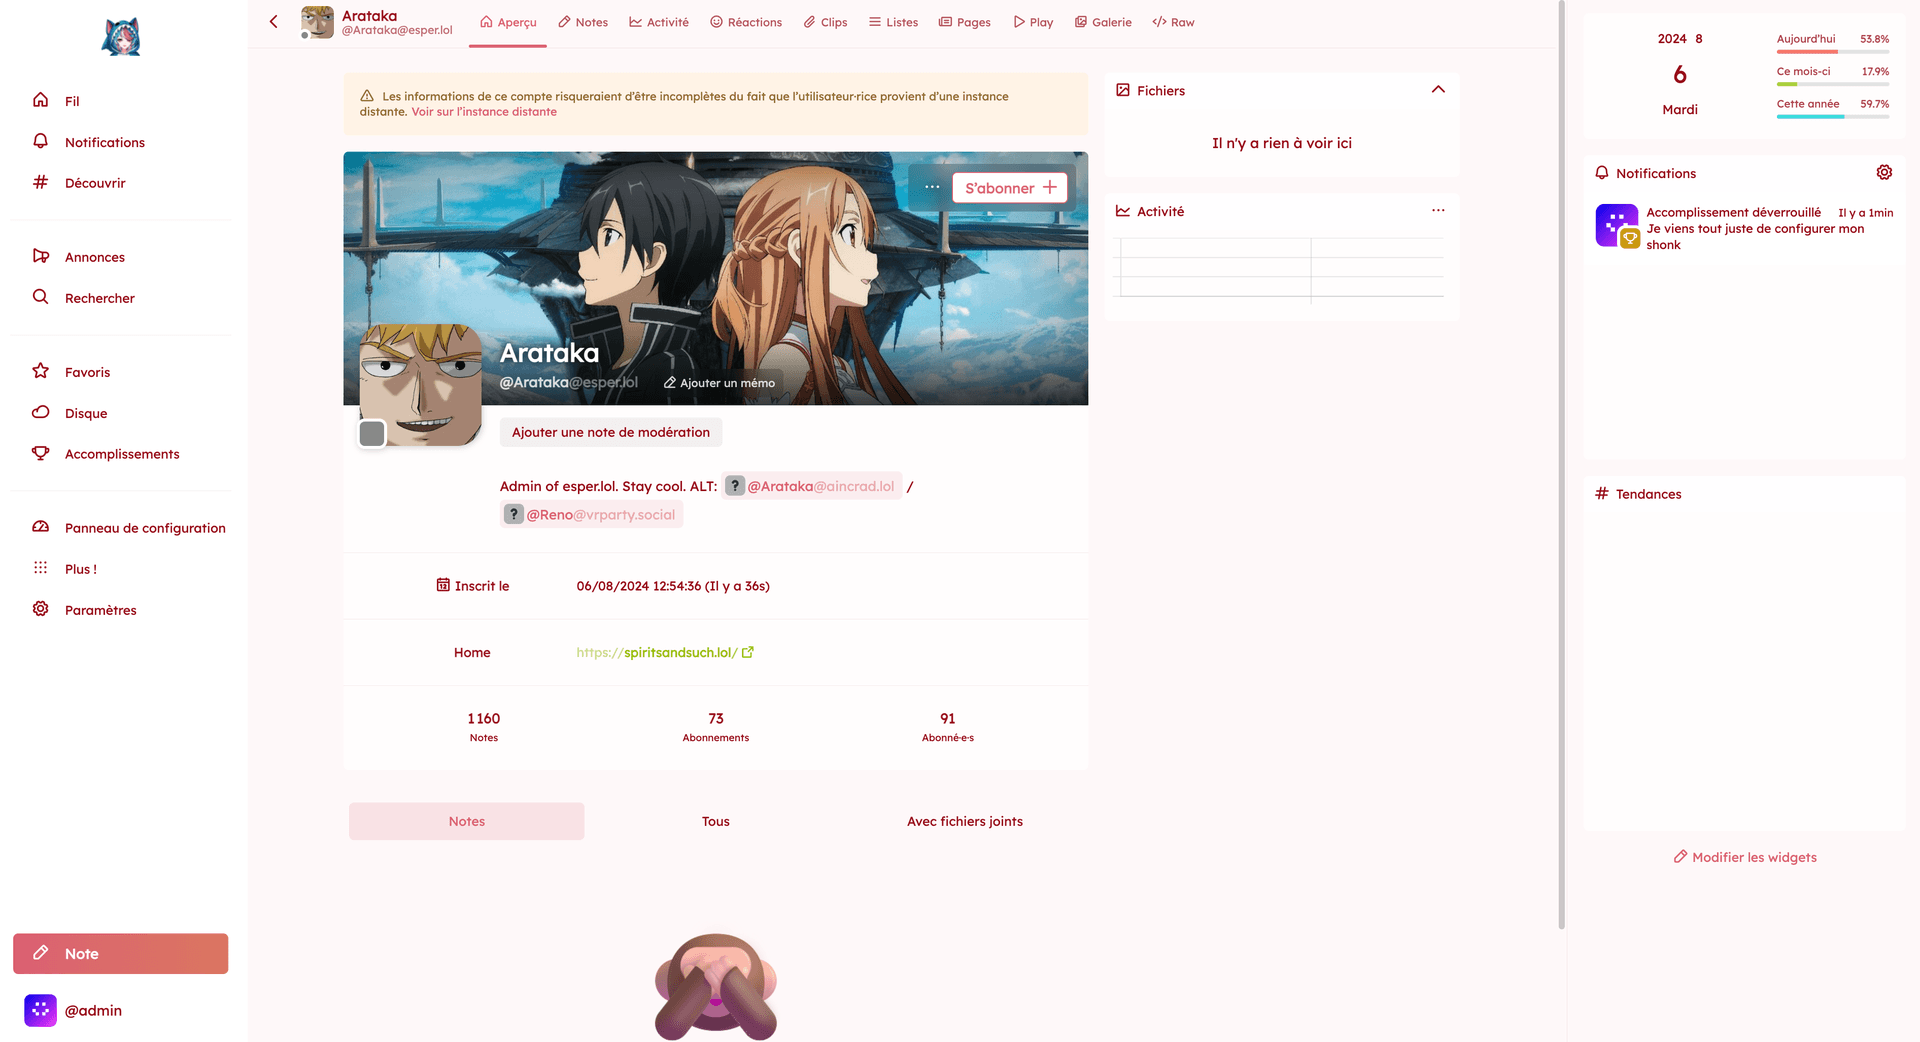 Fil
Notifications
Découvrir
Annonces
Rechercher
Favoris
Disque
Accomplissements
Panneau de configuration
Plus !
Paramètres
Note
@admin
Arataka
@Arataka@esper.lol
Aperçu
Notes
Activité
Réactions
Clips
Listes
Pages
Play
Galerie
Raw
Les informations de ce compte risqueraient d'être incomplètes du fait que l'utilisateur·rice provient d'une instance
distante. Voir sur l'instance distante
S'abonner
Arataka
@Arataka@esper.lol
Ajouter un mémo
Ajouter une note de modération
Admin of esper.lol. Stay cool. ALT: ? @Arataka@aincrad.lol /
? @Reno@vrparty.social
Inscrit le
06/08/2024 12:54:36 (Il y a 36s)
Home
https://spiritsandsuch.lol/
1 160
Notes
73
Abonnements
91
Abonné·e·s
Notes
Tous
Avec fichiers joints
Fichiers
Il n'y a rien à voir ici
Activité
2024 8
6
Mardi
Aujourd'hui 53.8%
Ce mois-ci 17.9%
Cette année 59.7%
Notifications
Accomplissement déverrouillé Il y a 1min
Je viens tout juste de configurer mon
shonk
Tendances
Modifier les widgets